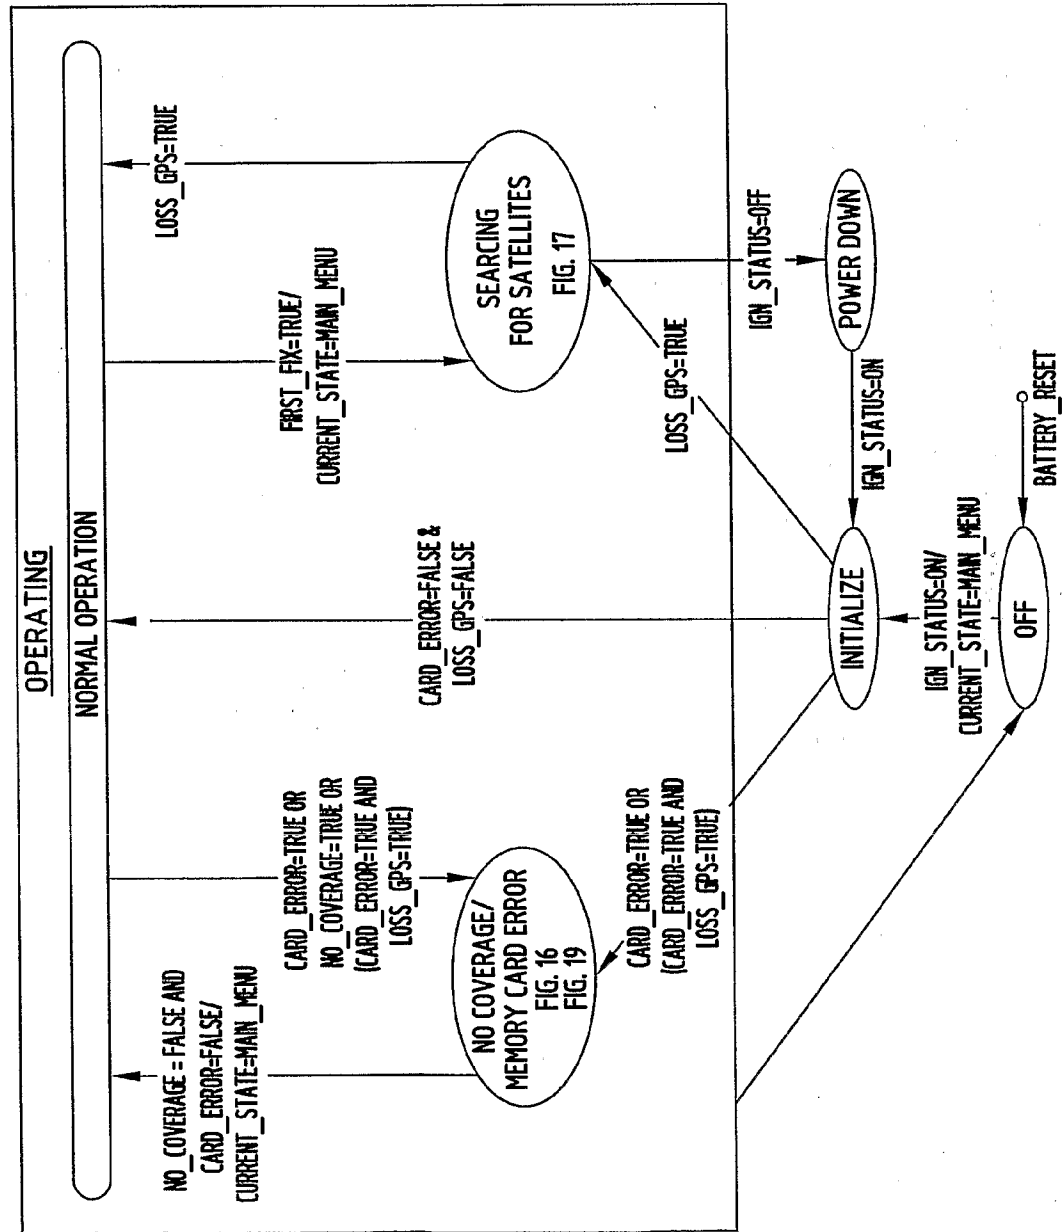 OPERATING
NORMAL OPERATION
NO_COVERAGE = FALSE AND
CARD_ERROR=FALSE/
CURRENT_STATE=MAIN_MENU
CARD_ERROR=TRUE OR
NO_COVERAGE=TRUE OR
(CARD_ERROR=TRUE AND
LOSS_GPS=TRUE)
CARD_ERROR=FALSE &
LOSS_GPS=FALSE
FIRST_FIX=TRUE/
CURRENT_STATE=MAIN_MENU
LOSS_GPS=TRUE
NO COVERAGE/
MEMORY CARD ERROR
FIG. 16
FIG. 19
SEARCING
FOR SATELLITES
FIG. 17
CARD_ERROR=TRUE OR
(CARD_ERROR=TRUE AND
LOSS_GPS=TRUE)
LOSS_GPS=TRUE
IGN_STATUS=OFF
INITIALIZE
IGN_STATUS=ON
POWER DOWN
IGN_STATUS=ON/
CURRENT_STATE=MAIN_MENU
OFF
BATTERY_RESET